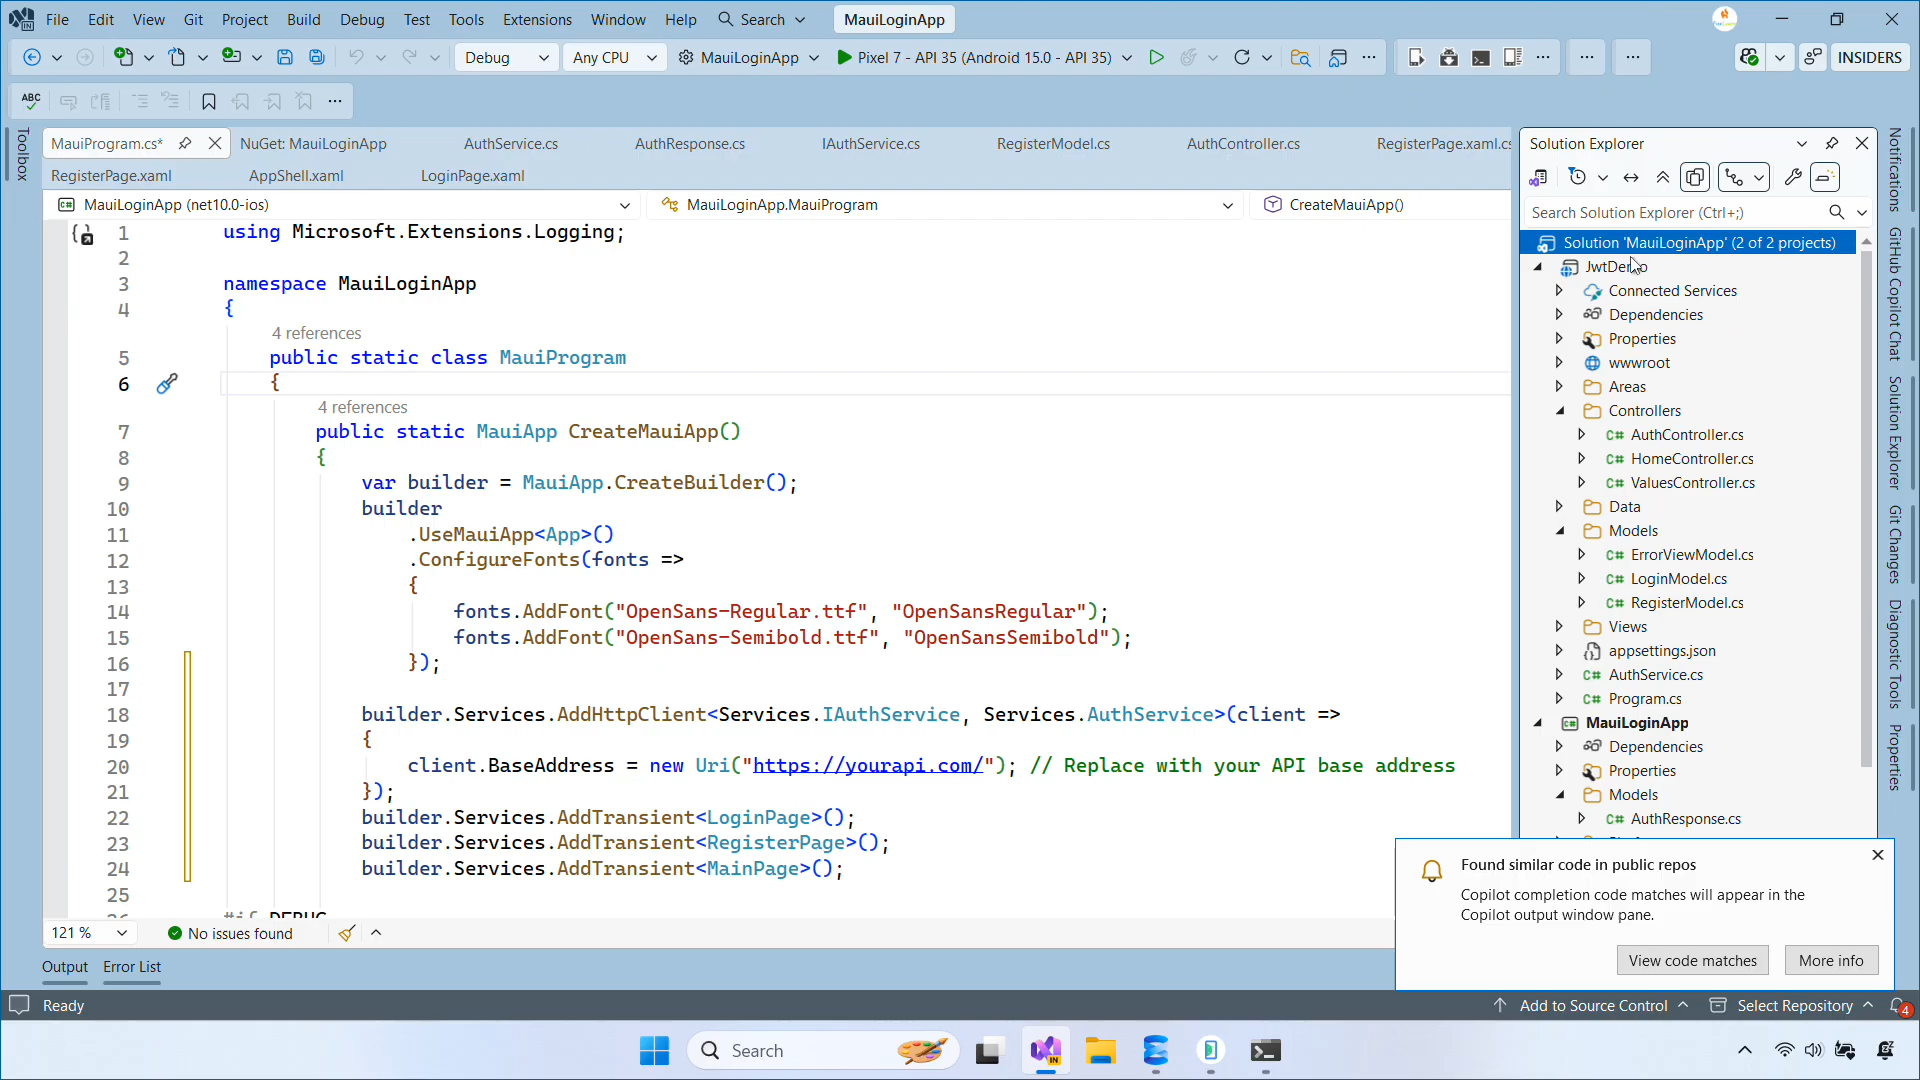 File Edit View Git Project Build Debug Test Tools Extensions Window Help Search MauiLoginApp
Debug Any CPU MauiLoginApp Pixel 7 - API 35 (Android 15.0 - API 35) INSIDERS
ABC
Toolbox
MauiProgram.cs* NuGet: MauiLoginApp AuthService.cs AuthResponse.cs IAuthService.cs RegisterModel.cs AuthController.cs RegisterPage.xaml.cs
RegisterPage.xaml AppShell.xaml LoginPage.xaml
MauiLoginApp (net10.0-ios) MauiLoginApp.MauiProgram CreateMauiApp()
1 using Microsoft.Extensions.Logging;
2
3 namespace MauiLoginApp
4 {
4 references
5 public static class MauiProgram
6 {
4 references
7 public static MauiApp CreateMauiApp()
8 {
9 var builder = MauiApp.CreateBuilder();
10 builder
11 .UseMauiApp<App>()
12 .ConfigureFonts(fonts =>
13 {
14 fonts.AddFont("OpenSans-Regular.ttf", "OpenSansRegular");
15 fonts.AddFont("OpenSans-Semibold.ttf", "OpenSansSemibold");
16 });
17
18 builder.Services.AddHttpClient<Services.IAuthService, Services.AuthService>(client =>
19 {
20 client.BaseAddress = new Uri("https://yourapi.com/"); // Replace with your API base address
21 });
22 builder.Services.AddTransient<LoginPage>();
23 builder.Services.AddTransient<RegisterPage>();
24 builder.Services.AddTransient<MainPage>();
25
#if DEBUG
121 % No issues found
Output Error List
Ready
Solution Explorer
Search Solution Explorer (Ctrl+;)
Solution 'MauiLoginApp' (2 of 2 projects)
JwtDemo
Connected Services
Dependencies
Properties
wwwroot
Areas
Controllers
C# AuthController.cs
C# HomeController.cs
C# ValuesController.cs
Data
Models
C# ErrorViewModel.cs
C# LoginModel.cs
C# RegisterModel.cs
Views
appsettings.json
C# AuthService.cs
C# Program.cs
MauiLoginApp
Dependencies
Properties
Models
C# AuthResponse.cs
Notifications
GitHub Copilot Chat
Solution Explorer
Git Changes
Diagnostic Tools
Properties
Found similar code in public repos
Copilot completion code matches will appear in the
Copilot output window pane.
View code matches More info
Add to Source Control Select Repository 4
Search